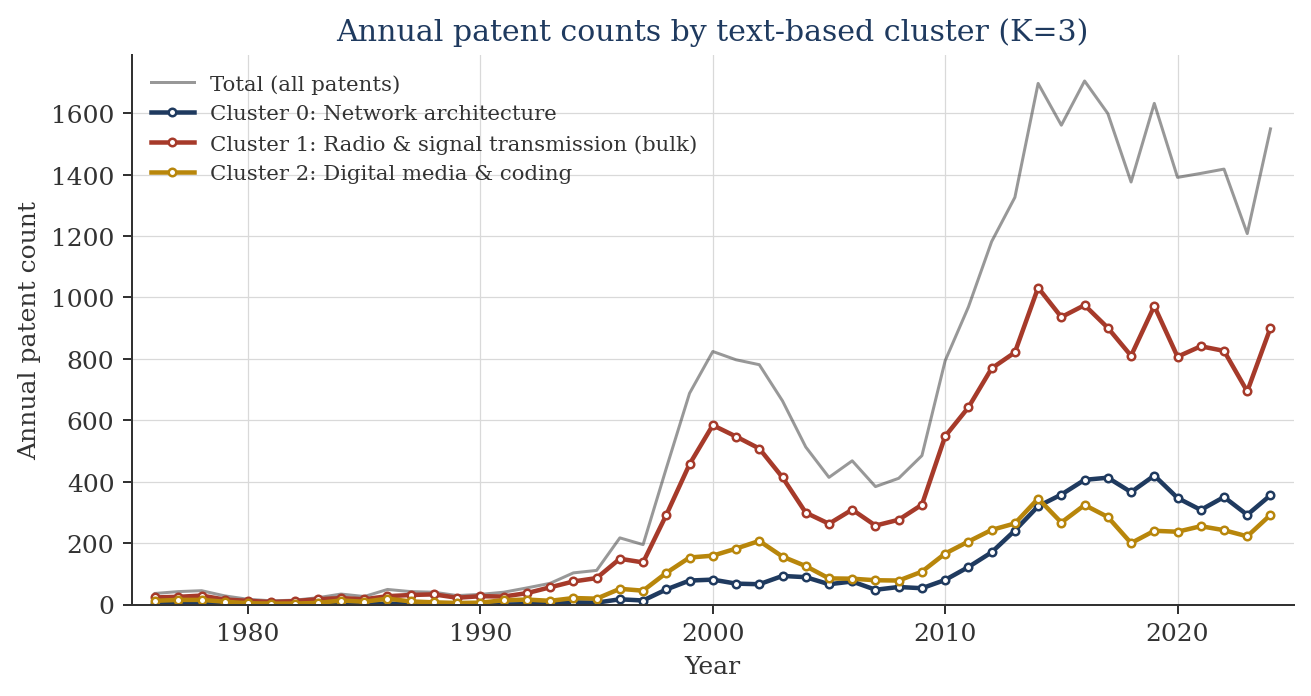 Annual patent counts by text-based cluster (K=3)
Total (all patents)
Cluster 0: Network architecture
Cluster 1: Radio & signal transmission (bulk)
Cluster 2: Digital media & coding
Annual patent count
1600
1400
1200
1000
800
600
400
200
0
1980
1990
2000
2010
2020
Year